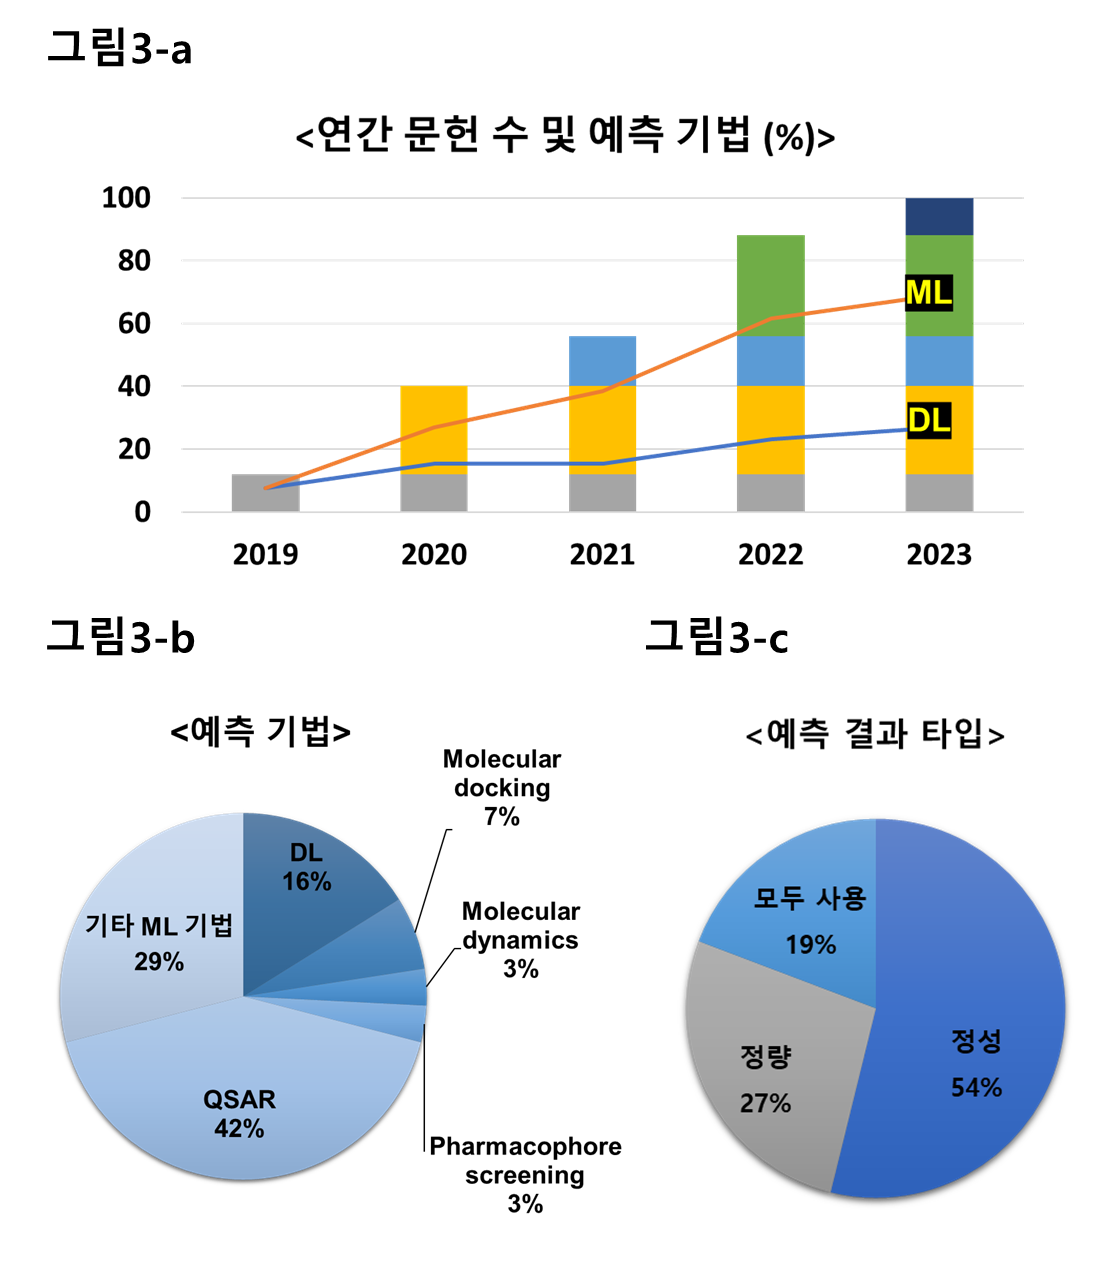 그림3-a
<연간 문헌 수 및 예측 기법 (%)>
100
80
60
40
20
0
ML
DL
2019 2020 2021 2022 2023
그림3-b
<예측 기법>
DL
16%
Molecular
docking
7%
Molecular
dynamics
3%
Pharmacophore
screening
3%
QSAR
42%
기타 ML 기법
29%
그림3-c
<예측 결과 타입>
모두 사용
19%
정량
27%
정성
54%